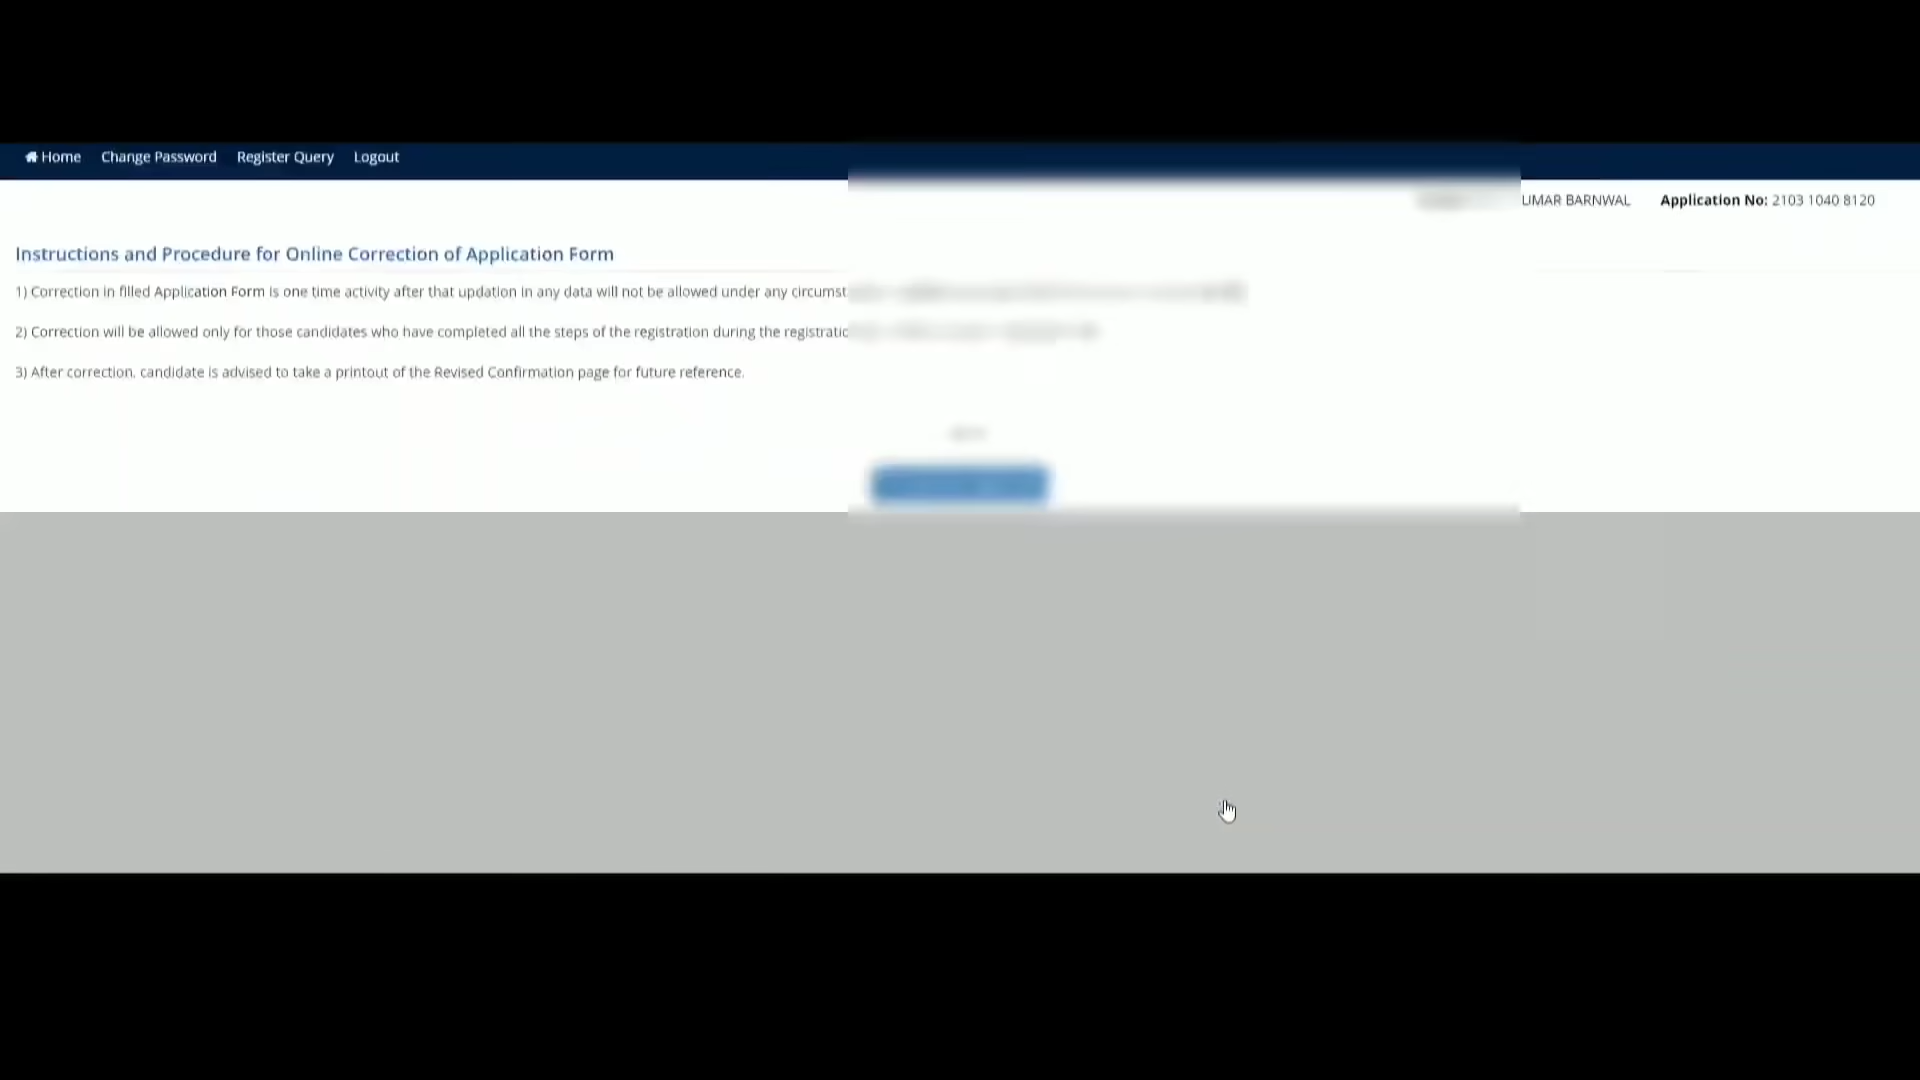 Home Change Password Register Query Logout
UMAR BARNWAL Application No: 2103 1040 8120
Instructions and Procedure for Online Correction of Application Form
1) Correction in filled Application Form is one time activity after that updation in any data will not be allowed under any circumst
2) Correction will be allowed only for those candidates who have completed all the steps of the registration during the registratio
3) After correction, candidate is advised to take a printout of the Revised Confirmation page for future reference.